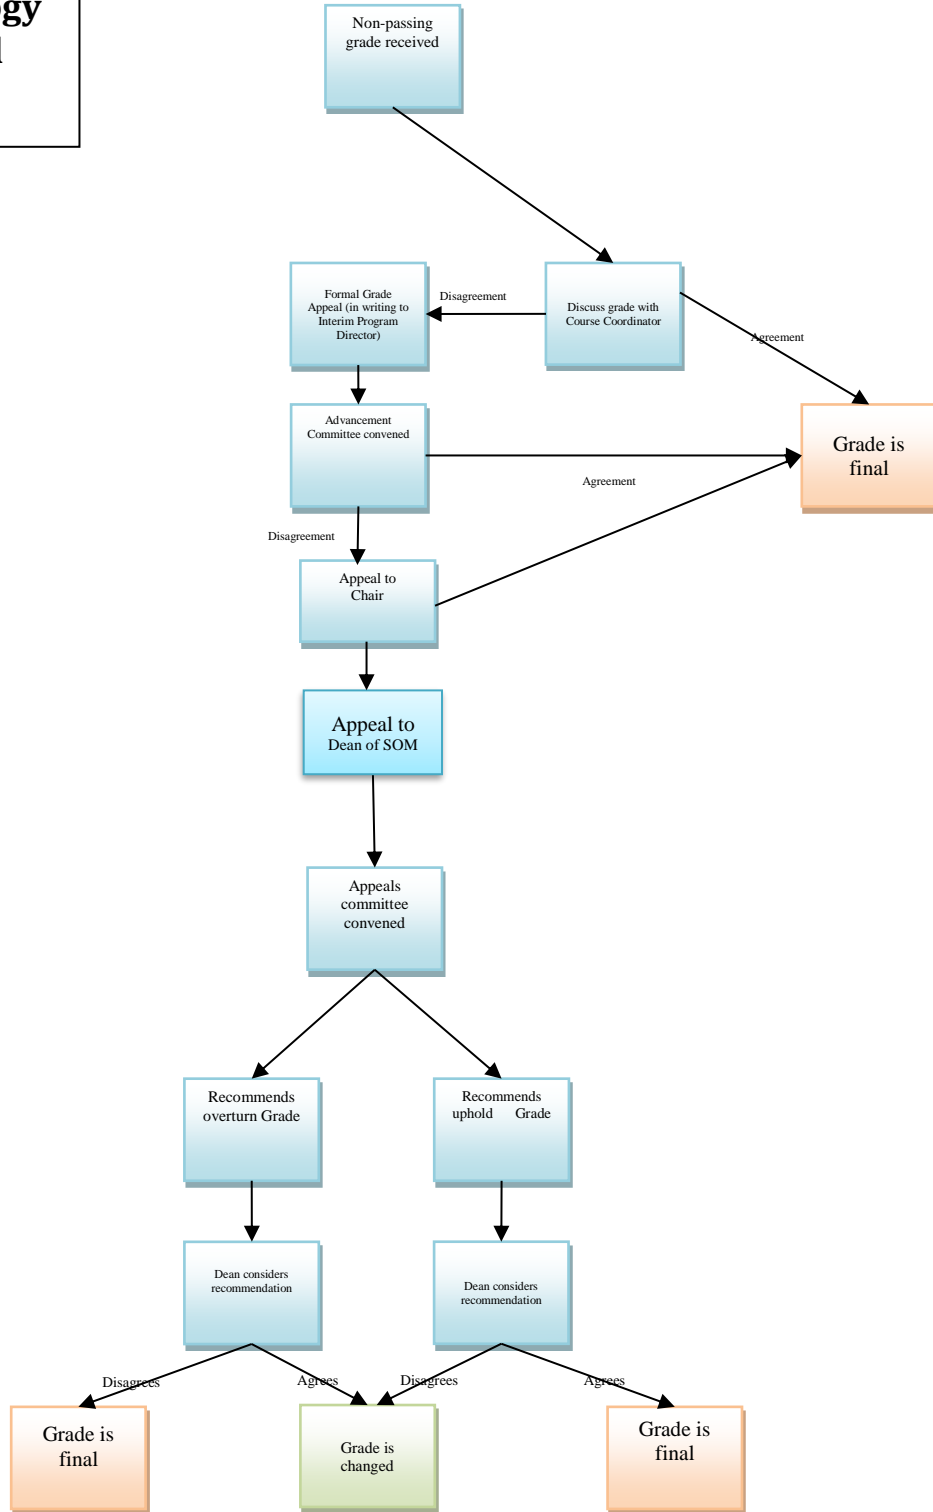 Non-passing
grade received
Formal Grade
Appeal (in writing to
Interim Program
Director)
Disagreement
Discuss grade with
Course Coordinator
Agreement
Advancement
Committee convened
Grade is
final
Agreement
Disagreement
Appeal to
Chair
Appeal to
Dean of SOM
Appeals
committee
convened
Recommends
overturn Grade
Recommends
uphold Grade
Dean considers
recommendation
Dean considers
recommendation
Disagrees
Agrees
Disagrees
Agrees
Grade is
final
Grade is
changed
Grade is
final